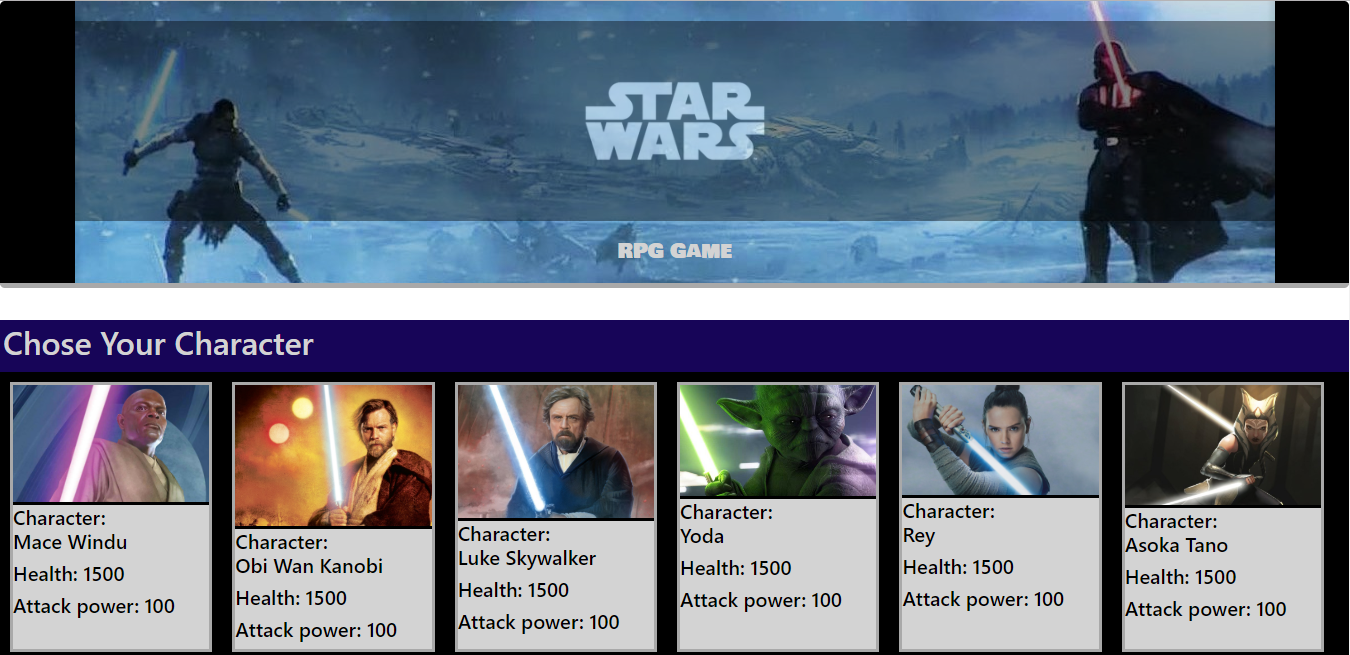 STAR
WARS
RPG GAME
Chose Your Character
Character:
Mace Windu
Health: 1500
Attack power: 100
Character:
Obi Wan Kanobi
Health: 1500
Attack power: 100
Character:
Luke Skywalker
Health: 1500
Attack power: 100
Character:
Yoda
Health: 1500
Attack power: 100
Character:
Rey
Health: 1500
Attack power: 100
Character:
Asoka Tano
Health: 1500
Attack power: 100